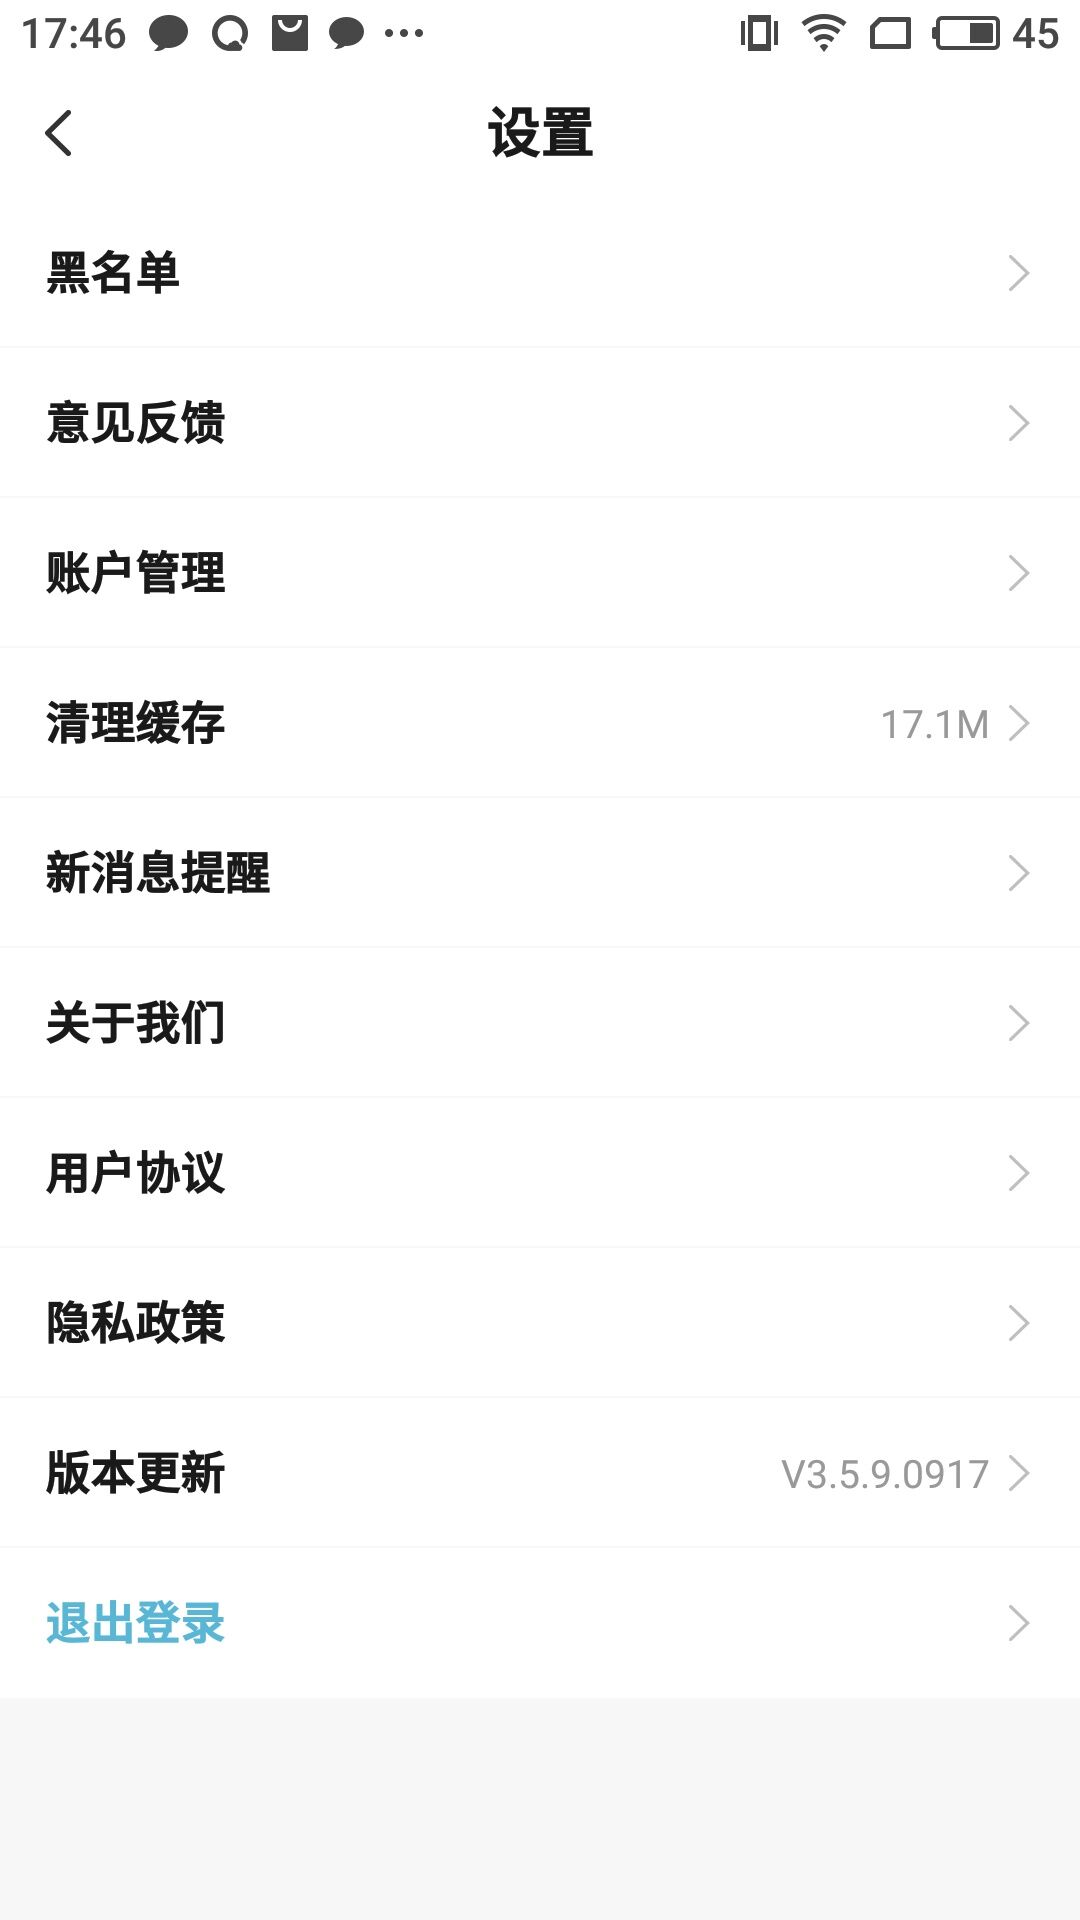 17:46 45
设置
黑名单
意见反馈
账户管理
清理缓存 17.1M
新消息提醒
关于我们
用户协议
隐私政策
版本更新 V3.5.9.0917
退出登录